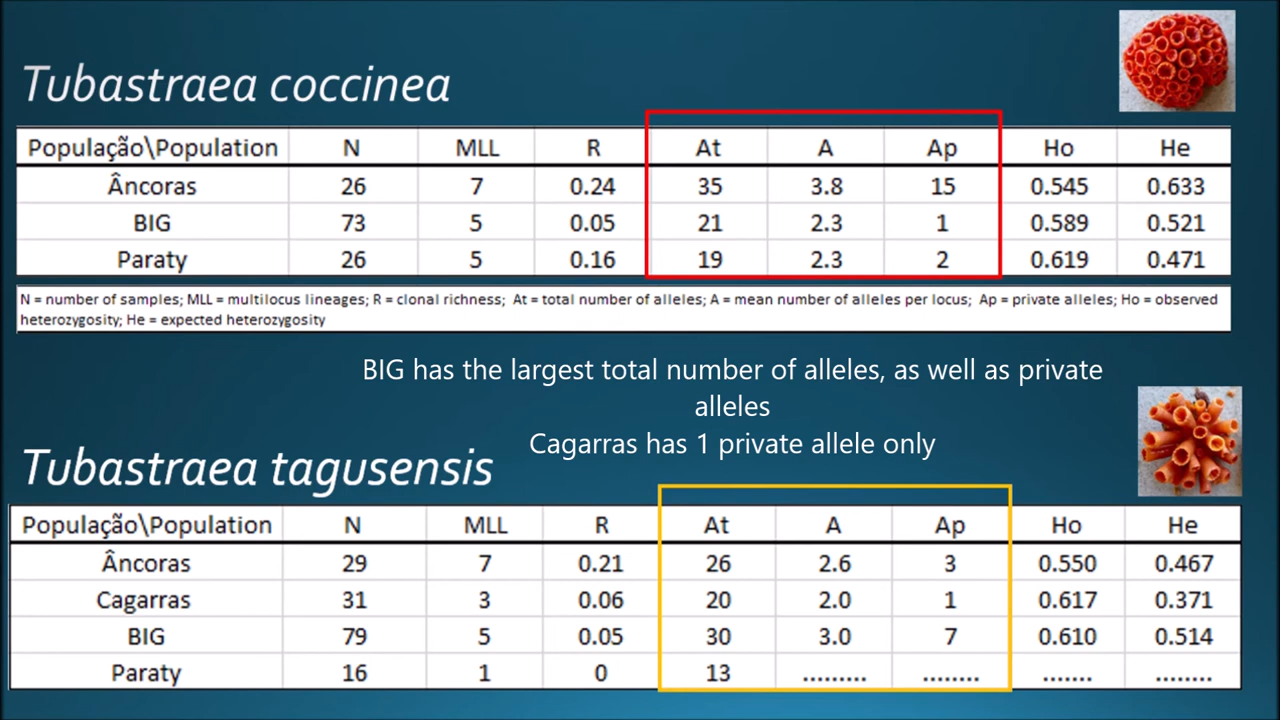 Tubastraea coccinea
População\Population N MLL R At A Ap Ho He
Âncoras 26 7 0.24 35 3.8 15 0.545 0.633
BIG 73 5 0.05 21 2.3 1 0.589 0.521
Paraty 26 5 0.16 19 2.3 2 0.619 0.471
N = number of samples; MLL = multilocus lineages; R = clonal richness; At = total number of alleles; A = mean number of alleles per locus; Ap = private alleles; Ho = observed
heterozygosity; He = expected heterozygosity
BIG has the largest total number of alleles, as well as private
alleles
Cagarras has 1 private allele only
Tubastraea tagusensis
População\Population N MLL R At A Ap Ho He
Âncoras 29 7 0.21 26 2.6 3 0.550 0.467
Cagarras 31 3 0.06 20 2.0 1 0.617 0.371
BIG 79 5 0.05 30 3.0 7 0.610 0.514
Paraty 16 1 0 13 ......... ........ ....... ........